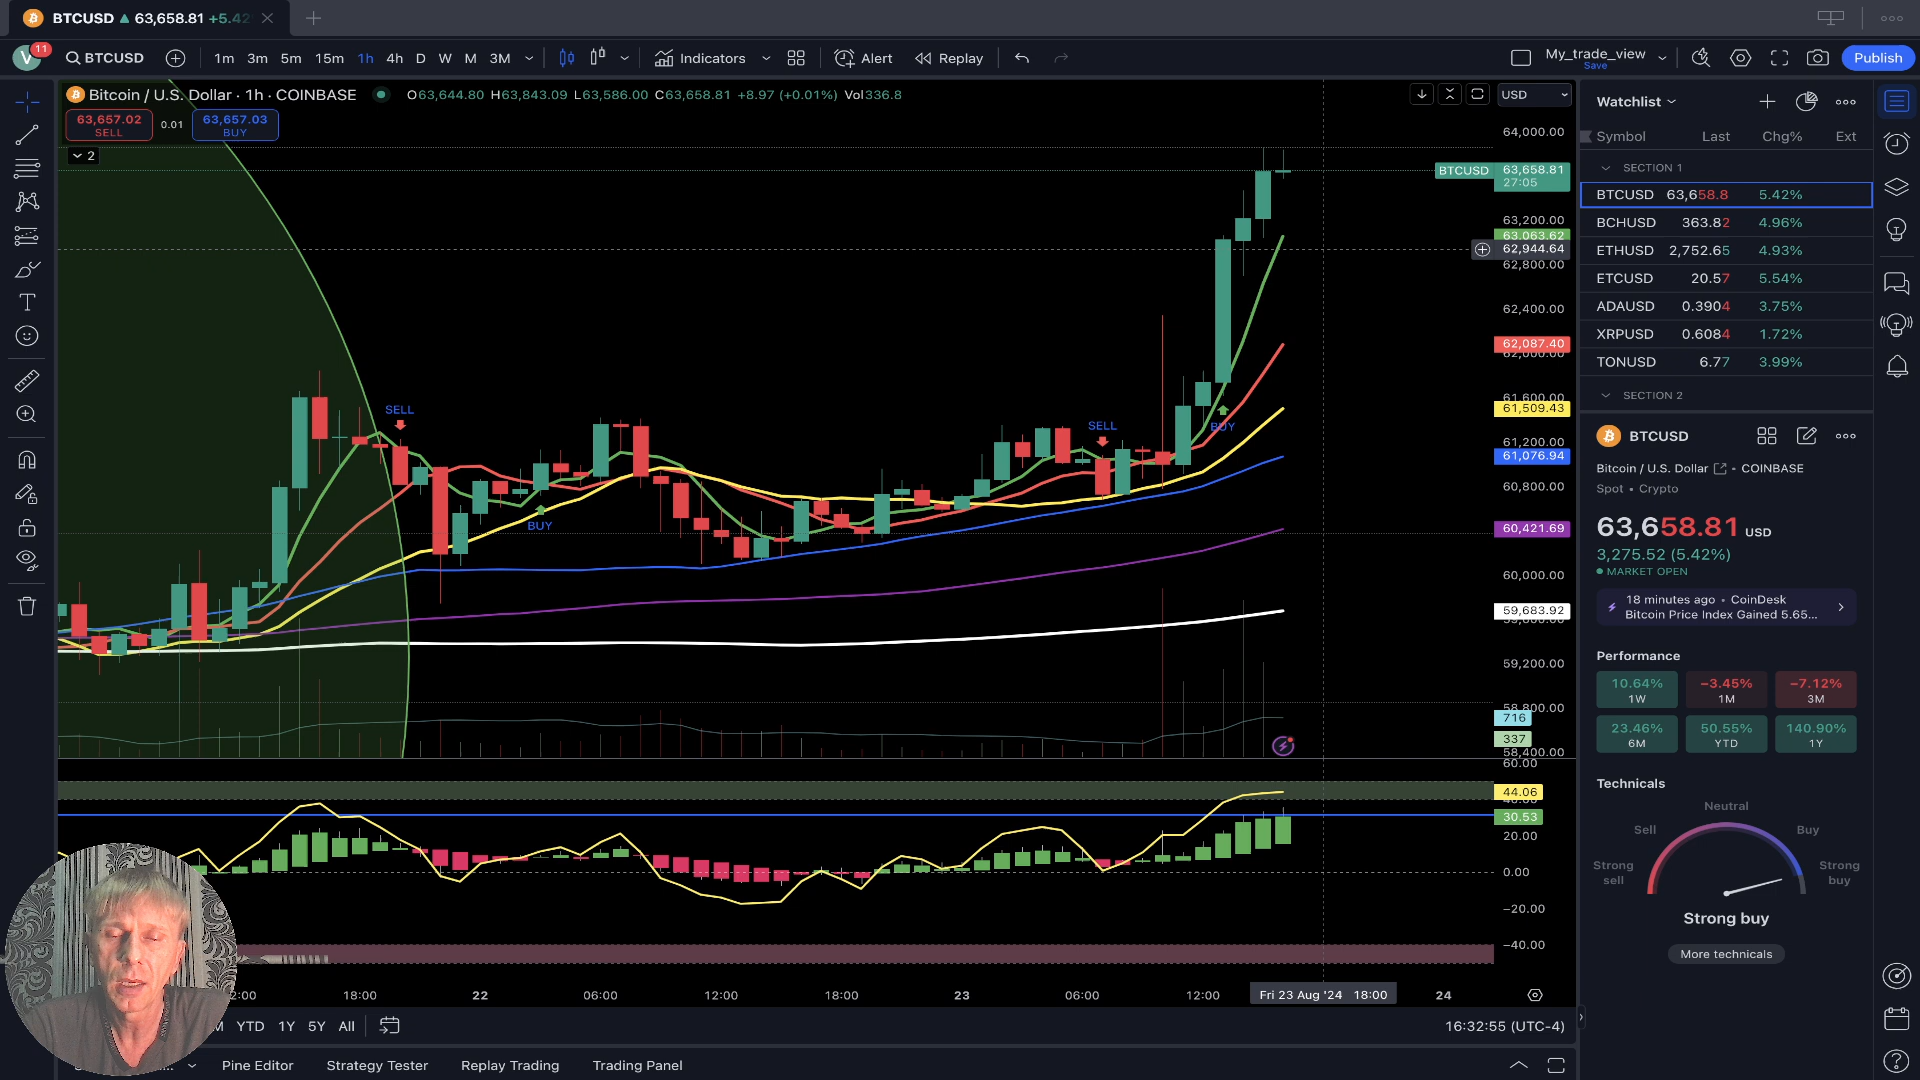 BTCUSD ▲ 63,658.81 +5.42
V 11 BTCUSD 1m 3m 5m 15m 1h 4h D W M 3M Indicators Alert Replay My_trade_view Save Publish
Bitcoin / U.S. Dollar · 1h · COINBASE O63,644.80 H63,843.09 L63,586.00 C63,658.81 +8.97 (+0.01%) Vol336.8
63,657.02 SELL 0.01 63,657.03 BUY
2
USD
64,000.00
BTCUSD 63,658.81
27:05
63,200.00
63,063.62
62,944.64
62,800.00
62,400.00
62,087.40
62,000.00
61,600.00
61,509.43
61,200.00
61,076.94
60,800.00
60,421.69
60,000.00
59,683.92
59,200.00
58,800.00
716
337
58,400.00
SELL
BUY
SELL
BUY
60.00
44.06
30.53
20.00
0.00
−20.00
−40.00
18:00 22 06:00 12:00 18:00 23 06:00 12:00 Fri 23 Aug '24 18:00 24
YTD 1Y 5Y All
16:32:55 (UTC-4)
Pine Editor Strategy Tester Replay Trading Trading Panel
Watchlist
Symbol Last Chg% Ext
SECTION 1
BTCUSD 63,658.8 5.42%
BCHUSD 363.82 4.96%
ETHUSD 2,752.65 4.93%
ETCUSD 20.57 5.54%
ADAUSD 0.3904 3.75%
XRPUSD 0.6084 1.72%
TONUSD 6.77 3.99%
SECTION 2
BTCUSD
Bitcoin / U.S. Dollar • COINBASE
Spot • Crypto
63,658.81 USD
3,275.52 (5.42%)
MARKET OPEN
18 minutes ago • CoinDesk
Bitcoin Price Index Gained 5.65...
Performance
10.64% −3.45% −7.12%
1W 1M 3M
23.46% 50.55% 140.90%
6M YTD 1Y
Technicals
Neutral
Sell Buy
Strong sell
Strong buy
Strong buy
More technicals